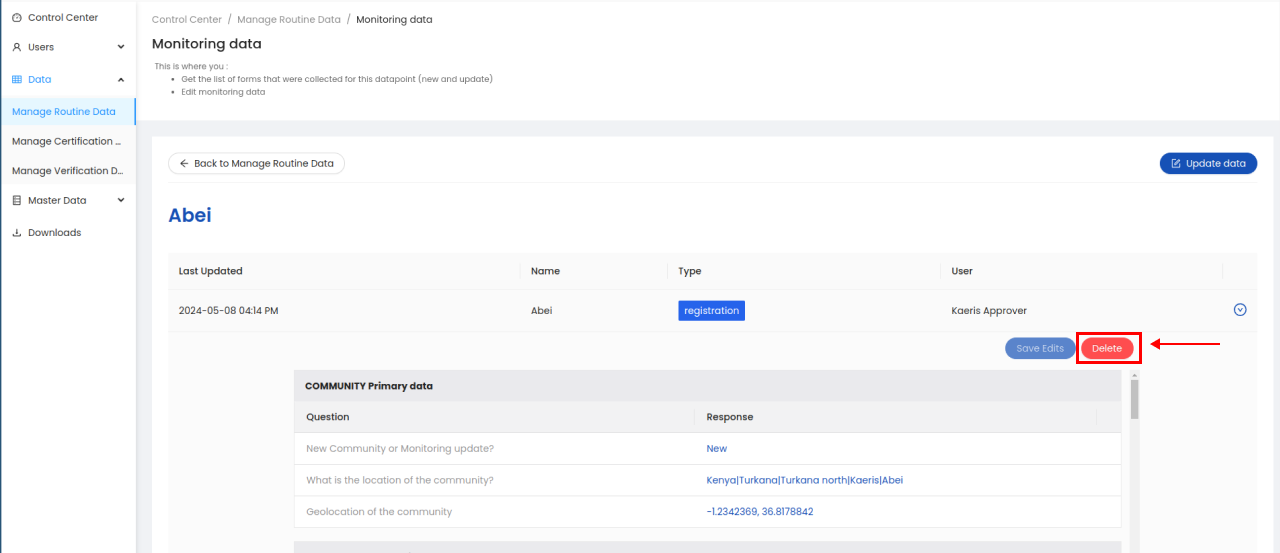 Control Center
Users
Data
Manage Routine Data
Manage Certification ...
Manage Verification D...
Master Data
Downloads
Control Center / Manage Routine Data / Monitoring data
Monitoring data
This is where you :
• Get the list of forms that were collected for this datapoint (new and update)
• Edit monitoring data
Back to Manage Routine Data
Update data
Abei
Last Updated Name Type User
2024-05-08 04:14 PM Abei registration Kaeris Approver
Save Edits Delete
COMMUNITY Primary data
Question Response
New Community or Monitoring update? New
What is the location of the community? Kenya|Turkana|Turkana north|Kaeris|Abei
Geolocation of the community -1.2342369, 36.8178842